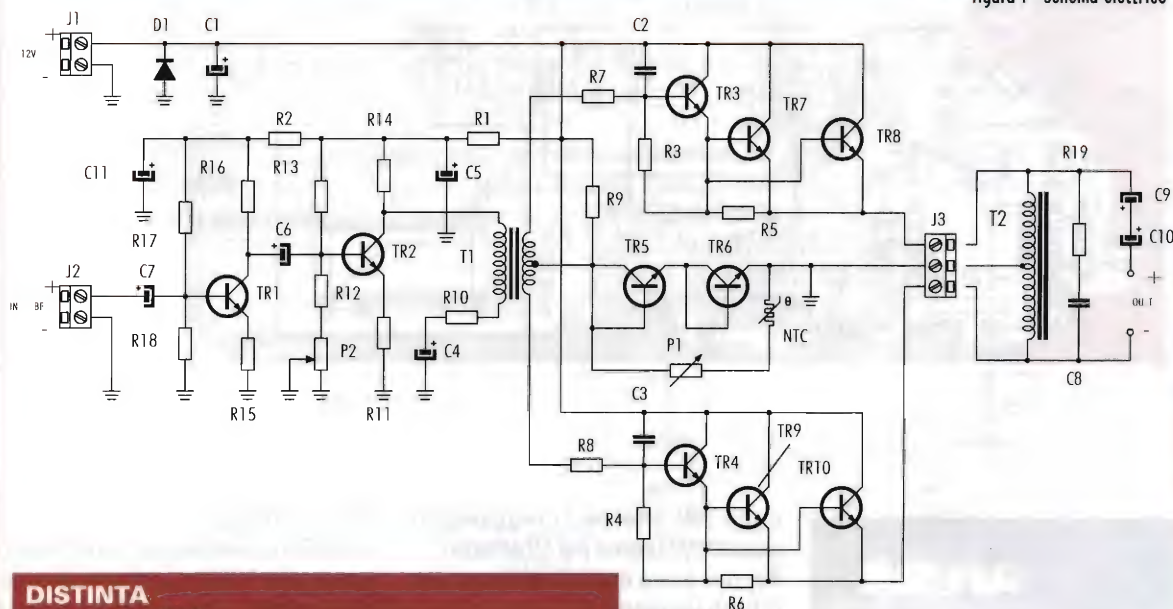 Figura 1 - schema elettrico
J1
D1
C1
C2
+
12V
-
R7
TR3
TR7
TR8
R3
R5
R2
R14
R1
R16
R13
C11
C5
R9
R17
C6
TR2
T1
TR5
TR6
J3
T2
R19
C9
C10
J2
C7
TR1
R12
R10
IN BF
R18
P2
C4
P1
θ
NTC
OUT
R15
R11
C3
C8
R8
TR4
TR9
TR10
R4
R6
DISTINTA